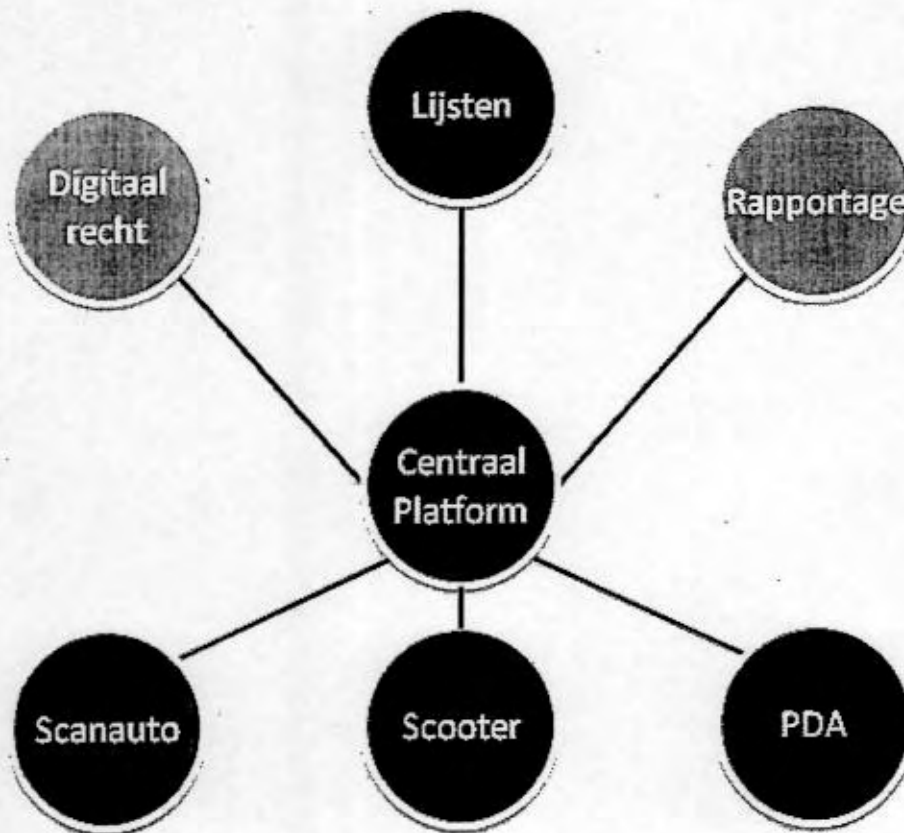 Lijsten
Digitaal
recht
Rapportage
Centraal
Platform
Scanauto
Scooter
PDA